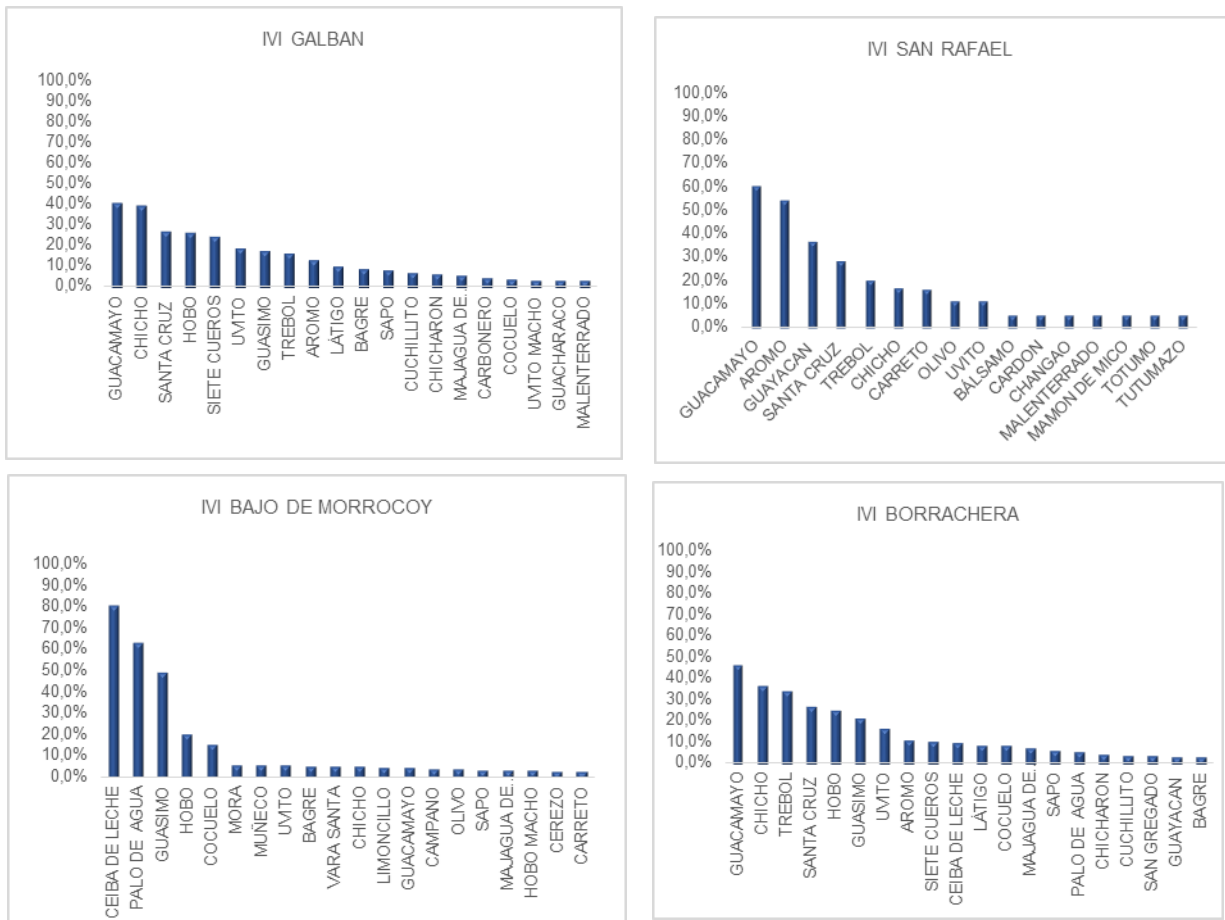 IVI GALBAN
100,0%
90,0%
80,0%
70,0%
60,0%
50,0%
40,0%
30,0%
20,0%
10,0%
0,0%
GUACAMAYO
CHICHO
SANTA CRUZ
HOBO
SIETE CUEROS
UVITO
GUASIMO
TREBOL
AROMO
LÁTIGO
BAGRE
SAPO
CUCHILLITO
CHICHARON
MAJAGUA DE..
CARBONERO
COCUELO
UVITO MACHO
GUACHARACO
MALENTERRADO
IVI SAN RAFAEL
100,0%
90,0%
80,0%
70,0%
60,0%
50,0%
40,0%
30,0%
20,0%
10,0%
0,0%
GUACAMAYO
AROMO
GUAYACAN
SANTA CRUZ
TREBOL
CHICHO
CARRETO
OLIVO
UVITO
BÁLSAMO
CARDON
CHANGAO
MALENTERRADO
MAMON DE MICO
TOTUMO
TUTUMAZO
IVI BAJO DE MORROCOY
100,0%
90,0%
80,0%
70,0%
60,0%
50,0%
40,0%
30,0%
20,0%
10,0%
0,0%
CEIBA DE LECHE
PALO DE AGUA
GUASIMO
HOBO
COCUELO
MORA
MUÑECO
UVITO
BAGRE
VARA SANTA
CHICHO
LIMONCILLO
GUACAMAYO
CAMPANO
OLIVO
SAPO
MAJAGUA DE..
HOBO MACHO
CEREZO
CARRETO
IVI BORRACHERA
100,0%
90,0%
80,0%
70,0%
60,0%
50,0%
40,0%
30,0%
20,0%
10,0%
0,0%
GUACAMAYO
CHICHO
TREBOL
SANTA CRUZ
HOBO
GUASIMO
UVITO
AROMO
SIETE CUEROS
CEIBA DE LECHE
LÁTIGO
COCUELO
MAJAGUA DE..
SAPO
PALO DE AGUA
CHICHARON
CUCHILLITO
SAN GREGADO
GUAYACAN
BAGRE